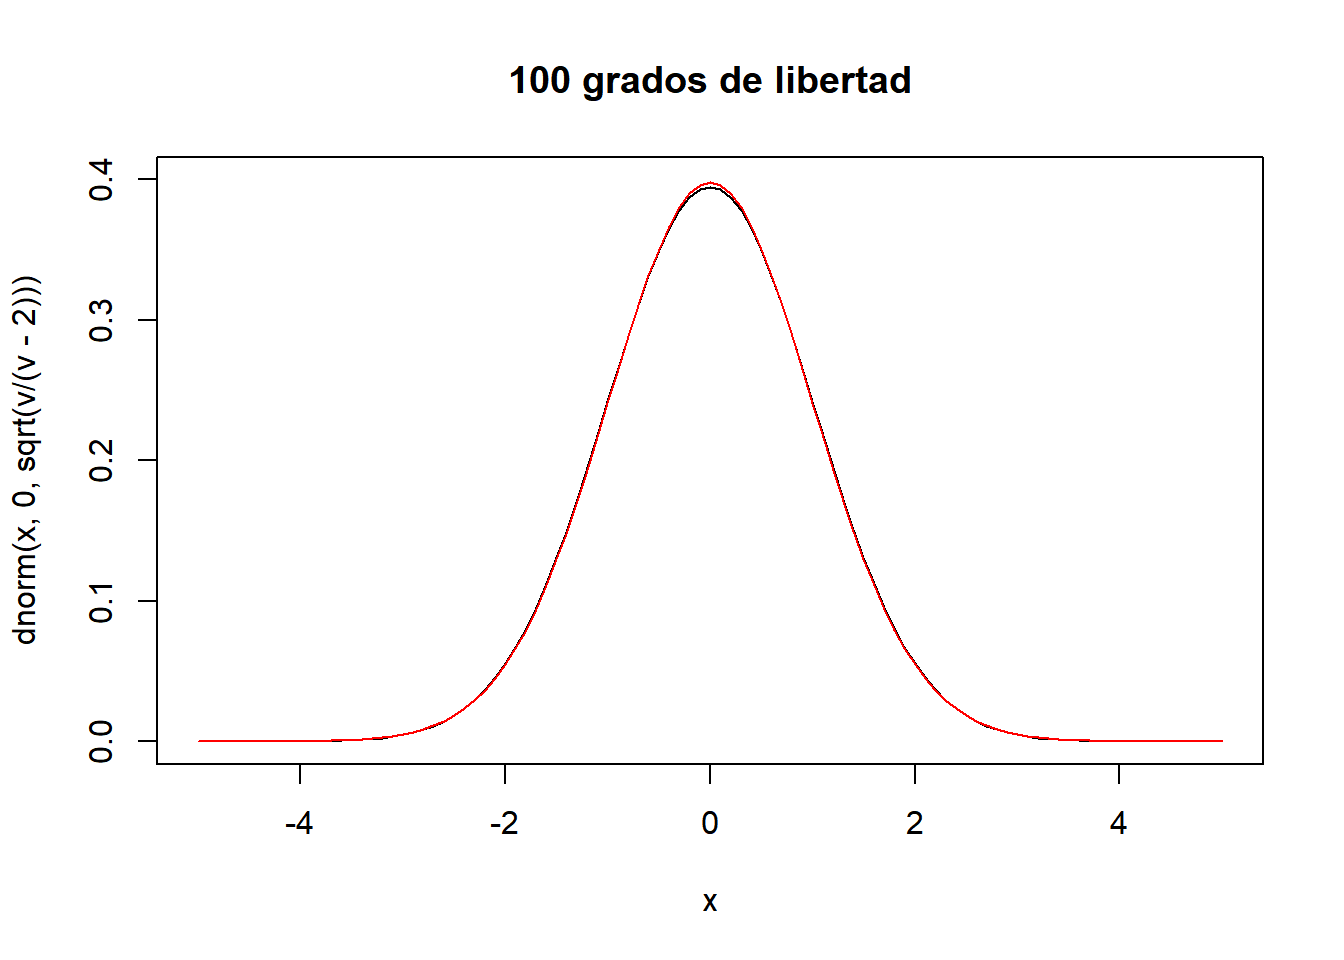 100 grados de libertad
dnorm(x, 0, sqrt(v/(v - 2)))
0.4
0.3
0.2
0.1
0.0
-4 -2 0 2 4
x